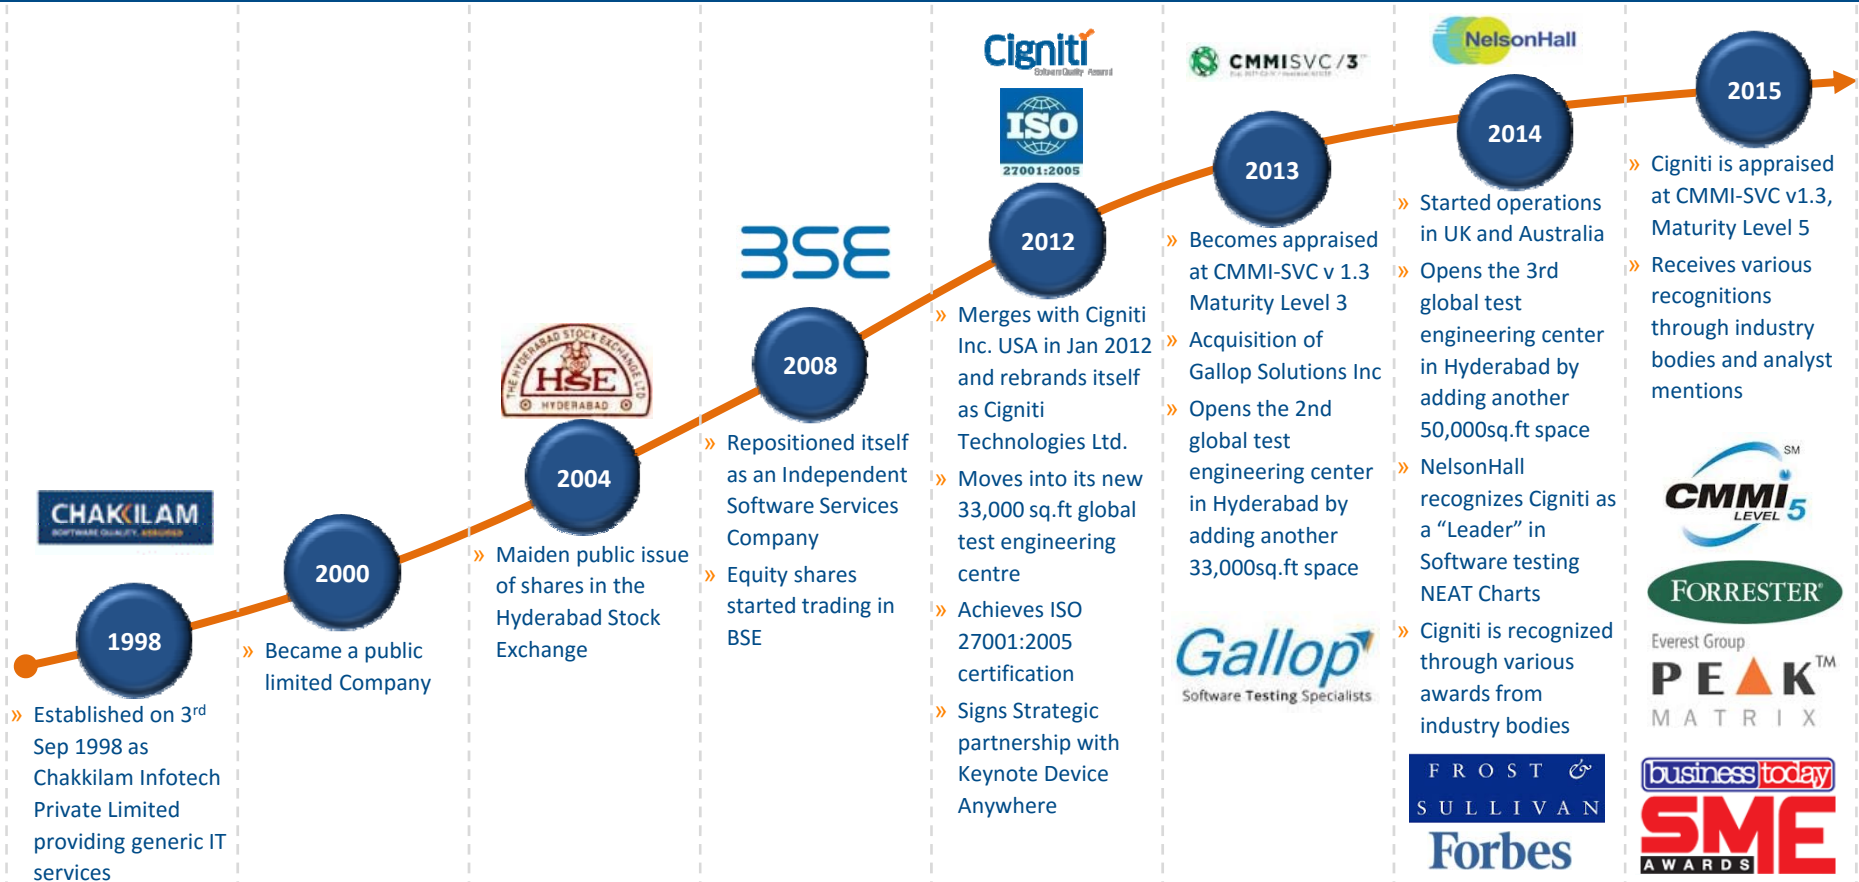 CHAKKILAM
SOFTWARE QUALITY. ASSURED
1998
» Established on 3rd
Sep 1998 as
Chakkilam Infotech
Private Limited
providing generic IT
services
2000
» Became a public
limited Company
THE HYDERABAD STOCK EXCHANGE LTD
HSE
HYDERABAD
2004
» Maiden public issue
of shares in the
Hyderabad Stock
Exchange
BSE
2008
» Repositioned itself
as an Independent
Software Services
Company
» Equity shares
started trading in
BSE
Cigniti
Software Quality Assured
ISO
27001:2005
2012
» Merges with Cigniti
Inc. USA in Jan 2012
and rebrands itself
as Cigniti
Technologies Ltd.
» Moves into its new
33,000 sq.ft global
test engineering
centre
» Achieves ISO
27001:2005
certification
» Signs Strategic
partnership with
Keynote Device
Anywhere
CMMISVC/3
2013
» Becomes appraised
at CMMI-SVC v 1.3
Maturity Level 3
» Acquisition of
Gallop Solutions Inc
» Opens the 2nd
global test
engineering center
in Hyderabad by
adding another
33,000sq.ft space
Gallop
Software Testing Specialists
NelsonHall
2014
» Started operations
in UK and Australia
» Opens the 3rd
global test
engineering center
in Hyderabad by
adding another
50,000sq.ft space
» NelsonHall
recognizes Cigniti as
a “Leader” in
Software testing
NEAT Charts
» Cigniti is recognized
through various
awards from
industry bodies
FROST &
SULLIVAN
Forbes
2015
» Cigniti is appraised
at CMMI-SVC v1.3,
Maturity Level 5
» Receives various
recognitions
through industry
bodies and analyst
mentions
SM
CMMi
LEVEL 5
FORRESTER®
Everest Group
PEAK™
MATRIX
business today
SME
AWARDS